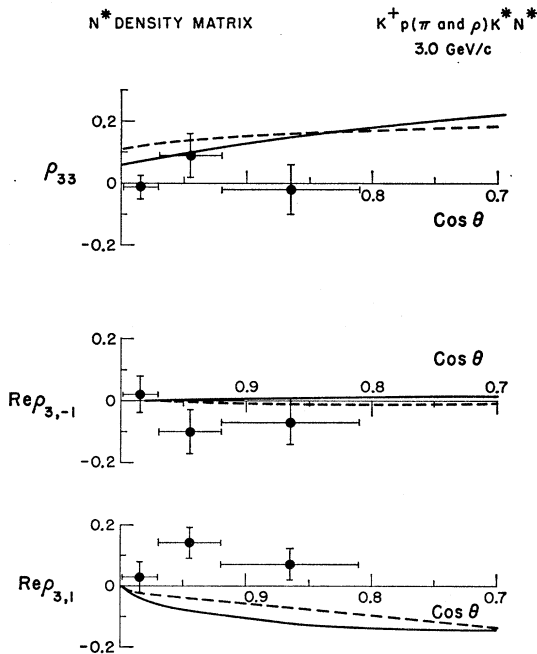 N* DENSITY MATRIX
K⁺p(π and ρ)K*N*
3.0 GeV/c
0.2
ρ₃₃
0
0.8
0.7
Cos θ
-0.2
0.2
Cos θ
0.9
0.8
0.7
Reρ₃,₋₁
0
-0.2
0.2
Reρ₃,₁
0
0.9
0.8
0.7
Cos θ
-0.2